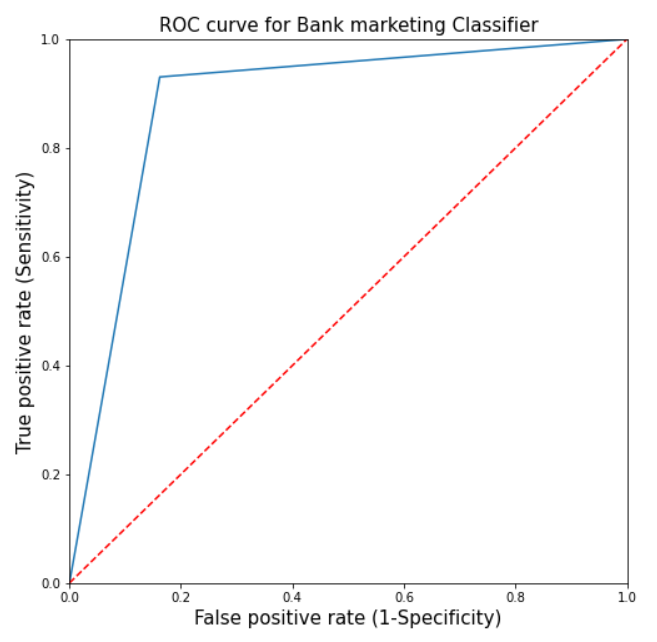 ROC curve for Bank marketing Classifier
1.0
0.8
0.6
0.4
0.2
0.0
True positive rate (Sensitivity)
0.0 0.2 0.4 0.6 0.8 1.0
False positive rate (1-Specificity)